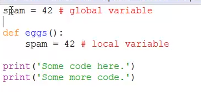 spam = 42 # global variable
def eggs():
    spam = 42 # local variable
print('Some code here.')
print('Some more code.')